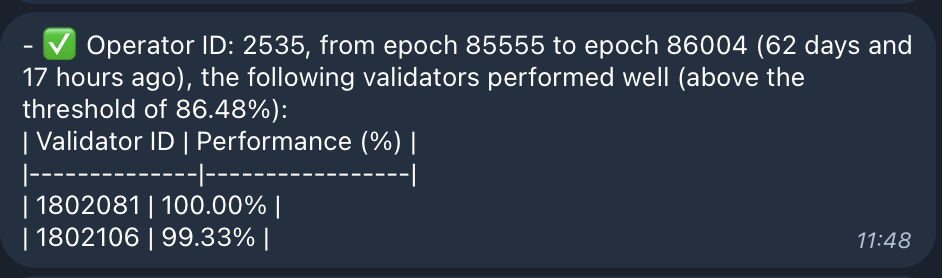 - ✅ Operator ID: 2535, from epoch 85555 to epoch 86004 (62 days and
17 hours ago), the following validators performed well (above the
threshold of 86.48%):
| Validator ID | Performance (%) |
|--------------|-----------------|
| 1802081 | 100.00% |
| 1802106 | 99.33% |
11:48